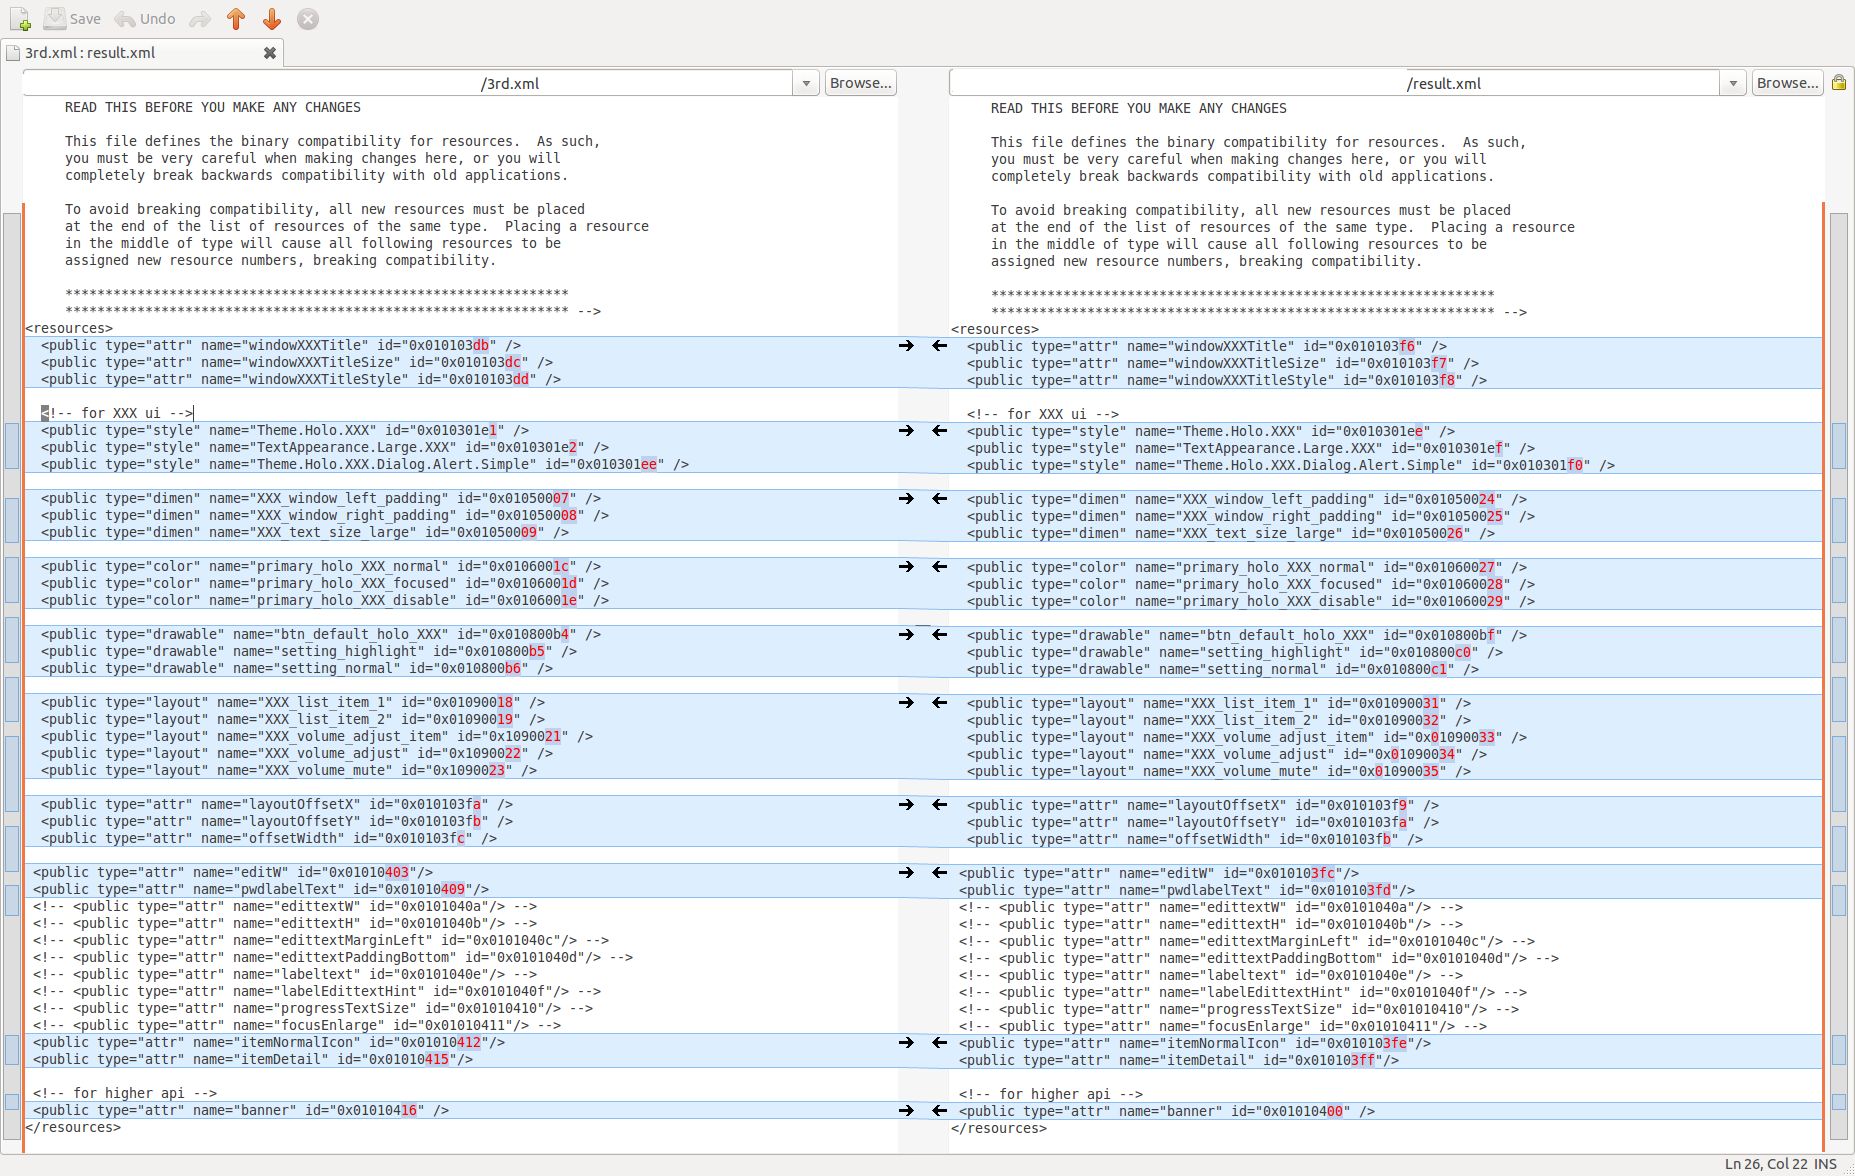 Save Undo
3rd.xml : result.xml
/3rd.xml Browse...
READ THIS BEFORE YOU MAKE ANY CHANGES
This file defines the binary compatibility for resources.  As such,
you must be very careful when making changes here, or you will
completely break backwards compatibility with old applications.
To avoid breaking compatibility, all new resources must be placed
at the end of the list of resources of the same type.  Placing a resource
in the middle of type will cause all following resources to be
assigned new resource numbers, breaking compatibility.
***************************************************************
*************************************************************** -->
<resources>
<public type="attr" name="windowXXXTitle" id="0x010103db" />
<public type="attr" name="windowXXXTitleSize" id="0x010103dc" />
<public type="attr" name="windowXXXTitleStyle" id="0x010103dd" />
<!-- for XXX ui -->
<public type="style" name="Theme.Holo.XXX" id="0x010301e1" />
<public type="style" name="TextAppearance.Large.XXX" id="0x010301e2" />
<public type="style" name="Theme.Holo.XXX.Dialog.Alert.Simple" id="0x010301ee" />
<public type="dimen" name="XXX_window_left_padding" id="0x01050007" />
<public type="dimen" name="XXX_window_right_padding" id="0x01050008" />
<public type="dimen" name="XXX_text_size_large" id="0x01050009" />
<public type="color" name="primary_holo_XXX_normal" id="0x0106001c" />
<public type="color" name="primary_holo_XXX_focused" id="0x0106001d" />
<public type="color" name="primary_holo_XXX_disable" id="0x0106001e" />
<public type="drawable" name="btn_default_holo_XXX" id="0x010800b4" />
<public type="drawable" name="setting_highlight" id="0x010800b5" />
<public type="drawable" name="setting_normal" id="0x010800b6" />
<public type="layout" name="XXX_list_item_1" id="0x01090018" />
<public type="layout" name="XXX_list_item_2" id="0x01090019" />
<public type="layout" name="XXX_volume_adjust_item" id="0x1090021" />
<public type="layout" name="XXX_volume_adjust" id="0x1090022" />
<public type="layout" name="XXX_volume_mute" id="0x1090023" />
<public type="attr" name="layoutOffsetX" id="0x010103fa" />
<public type="attr" name="layoutOffsetY" id="0x010103fb" />
<public type="attr" name="offsetWidth" id="0x010103fc" />
<public type="attr" name="editW" id="0x01010403"/>
<public type="attr" name="pwdlabelText" id="0x01010409"/>
<!-- <public type="attr" name="edittextW" id="0x0101040a"/> -->
<!-- <public type="attr" name="edittextH" id="0x0101040b"/> -->
<!-- <public type="attr" name="edittextMarginLeft" id="0x0101040c"/> -->
<!-- <public type="attr" name="edittextPaddingBottom" id="0x0101040d"/> -->
<!-- <public type="attr" name="labeltext" id="0x0101040e"/> -->
<!-- <public type="attr" name="labelEdittextHint" id="0x0101040f"/> -->
<!-- <public type="attr" name="progressTextSize" id="0x01010410"/> -->
<!-- <public type="attr" name="focusEnlarge" id="0x01010411"/> -->
<public type="attr" name="itemNormalIcon" id="0x01010412"/>
<public type="attr" name="itemDetail" id="0x01010415"/>
<!-- for higher api -->
<public type="attr" name="banner" id="0x01010416" />
</resources>
/result.xml Browse...
READ THIS BEFORE YOU MAKE ANY CHANGES
This file defines the binary compatibility for resources.  As such,
you must be very careful when making changes here, or you will
completely break backwards compatibility with old applications.
To avoid breaking compatibility, all new resources must be placed
at the end of the list of resources of the same type.  Placing a resource
in the middle of type will cause all following resources to be
assigned new resource numbers, breaking compatibility.
***************************************************************
*************************************************************** -->
<resources>
<public type="attr" name="windowXXXTitle" id="0x010103f6" />
<public type="attr" name="windowXXXTitleSize" id="0x010103f7" />
<public type="attr" name="windowXXXTitleStyle" id="0x010103f8" />
<!-- for XXX ui -->
<public type="style" name="Theme.Holo.XXX" id="0x010301ee" />
<public type="style" name="TextAppearance.Large.XXX" id="0x010301ef" />
<public type="style" name="Theme.Holo.XXX.Dialog.Alert.Simple" id="0x010301f0" />
<public type="dimen" name="XXX_window_left_padding" id="0x01050024" />
<public type="dimen" name="XXX_window_right_padding" id="0x01050025" />
<public type="dimen" name="XXX_text_size_large" id="0x01050026" />
<public type="color" name="primary_holo_XXX_normal" id="0x01060027" />
<public type="color" name="primary_holo_XXX_focused" id="0x01060028" />
<public type="color" name="primary_holo_XXX_disable" id="0x01060029" />
<public type="drawable" name="btn_default_holo_XXX" id="0x010800bf" />
<public type="drawable" name="setting_highlight" id="0x010800c0" />
<public type="drawable" name="setting_normal" id="0x010800c1" />
<public type="layout" name="XXX_list_item_1" id="0x01090031" />
<public type="layout" name="XXX_list_item_2" id="0x01090032" />
<public type="layout" name="XXX_volume_adjust_item" id="0x01090033" />
<public type="layout" name="XXX_volume_adjust" id="0x01090034" />
<public type="layout" name="XXX_volume_mute" id="0x01090035" />
<public type="attr" name="layoutOffsetX" id="0x010103f9" />
<public type="attr" name="layoutOffsetY" id="0x010103fa" />
<public type="attr" name="offsetWidth" id="0x010103fb" />
<public type="attr" name="editW" id="0x010103fc"/>
<public type="attr" name="pwdlabelText" id="0x010103fd"/>
<!-- <public type="attr" name="edittextW" id="0x0101040a"/> -->
<!-- <public type="attr" name="edittextH" id="0x0101040b"/> -->
<!-- <public type="attr" name="edittextMarginLeft" id="0x0101040c"/> -->
<!-- <public type="attr" name="edittextPaddingBottom" id="0x0101040d"/> -->
<!-- <public type="attr" name="labeltext" id="0x0101040e"/> -->
<!-- <public type="attr" name="labelEdittextHint" id="0x0101040f"/> -->
<!-- <public type="attr" name="progressTextSize" id="0x01010410"/> -->
<!-- <public type="attr" name="focusEnlarge" id="0x01010411"/> -->
<public type="attr" name="itemNormalIcon" id="0x010103fe"/>
<public type="attr" name="itemDetail" id="0x010103ff"/>
<!-- for higher api -->
<public type="attr" name="banner" id="0x01010400" />
</resources>
Ln 26, Col 22 INS